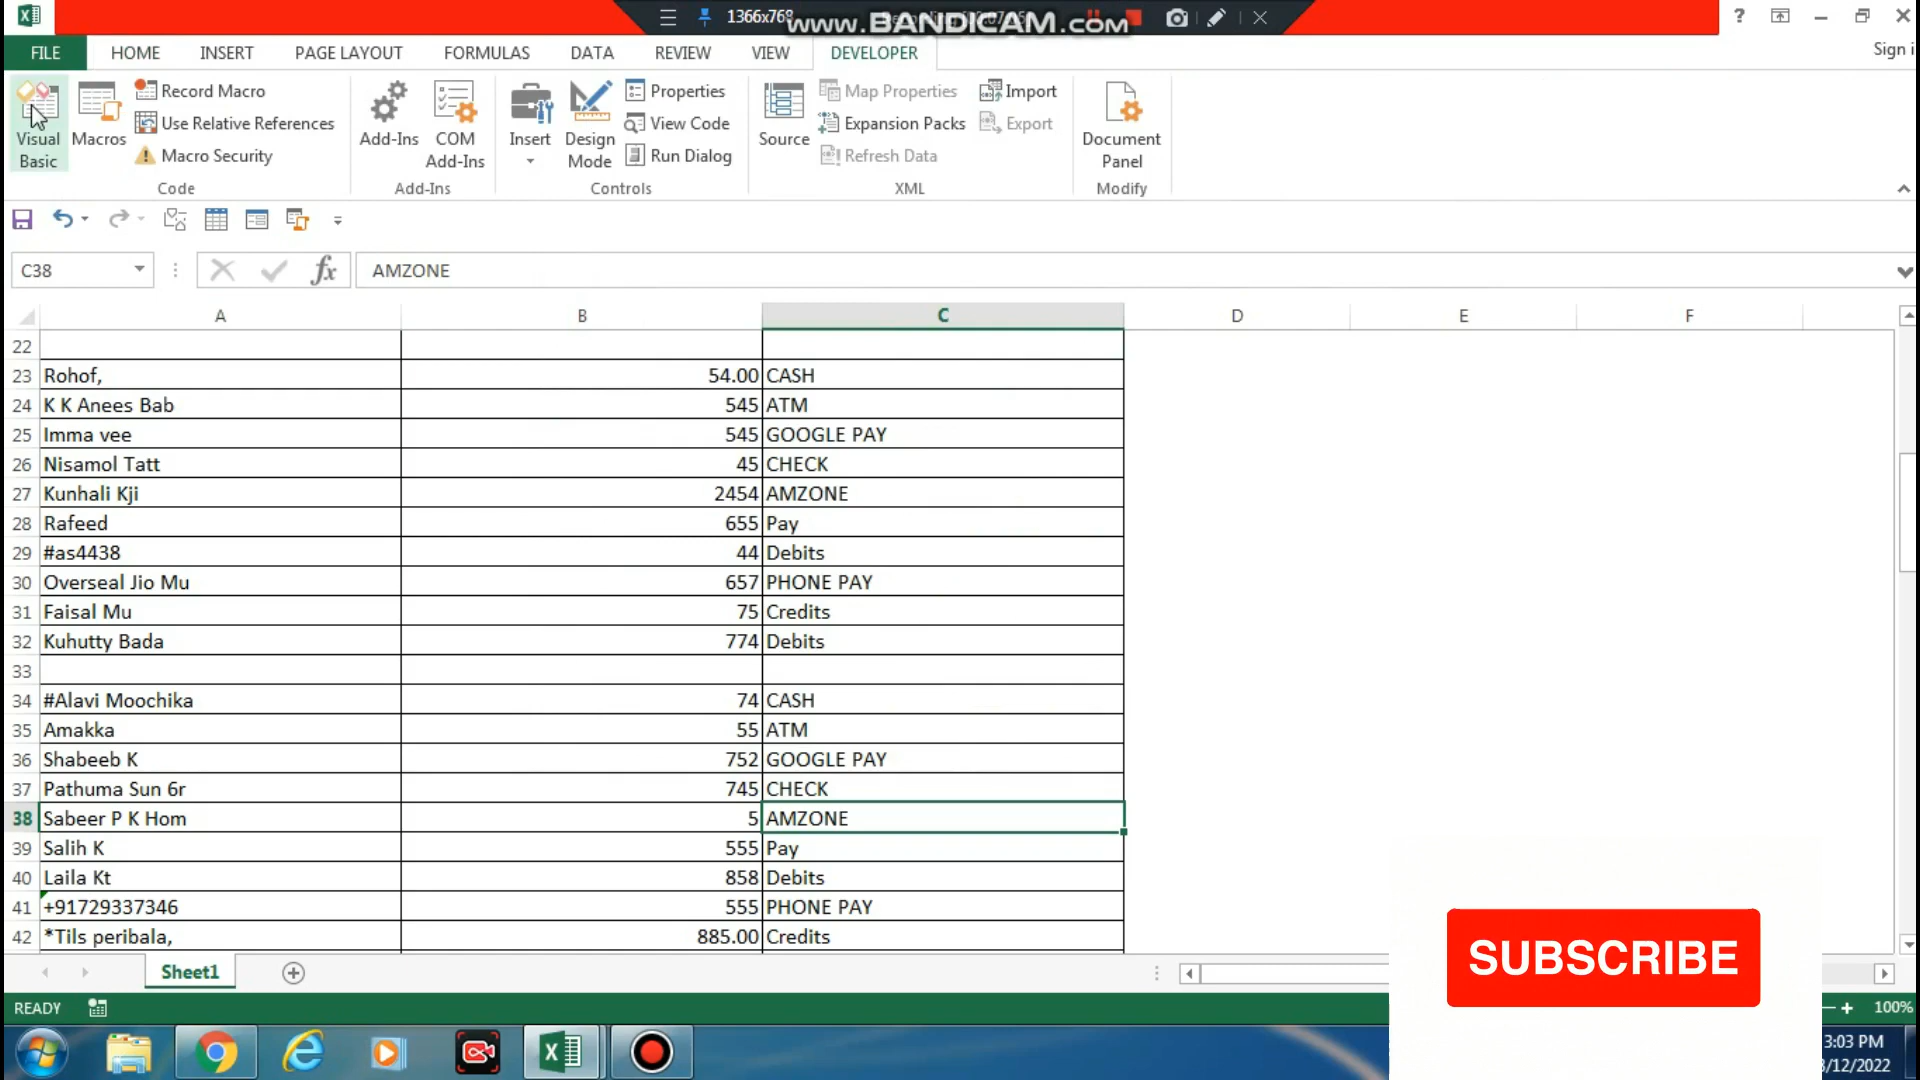 1366x768
www.BANDICAM.com
Sign i
FILE HOME INSERT PAGE LAYOUT FORMULAS DATA REVIEW VIEW DEVELOPER
Visual Basic
Macros
Record Macro
Use Relative References
Macro Security
Code
Add-Ins
COM Add-Ins
Add-Ins
Insert
Design Mode
Properties
View Code
Run Dialog
Controls
Source
Map Properties
Expansion Packs
Refresh Data
Import
Export
XML
Document Panel
Modify
C38 fx AMZONE
A B C D E F
22
23 Rohof, 54.00 CASH
24 K K Anees Bab 545 ATM
25 Imma vee 545 GOOGLE PAY
26 Nisamol Tatt 45 CHECK
27 Kunhali Kji 2454 AMZONE
28 Rafeed 655 Pay
29 #as4438 44 Debits
30 Overseal Jio Mu 657 PHONE PAY
31 Faisal Mu 75 Credits
32 Kuhutty Bada 774 Debits
33
34 #Alavi Moochika 74 CASH
35 Amakka 55 ATM
36 Shabeeb K 752 GOOGLE PAY
37 Pathuma Sun 6r 745 CHECK
38 Sabeer P K Hom 5 AMZONE
39 Salih K 555 Pay
40 Laila Kt 858 Debits
41 +91729337346 555 PHONE PAY
42 *Tils peribala, 885.00 Credits
Sheet1
SUBSCRIBE
READY
100%
3:03 PM
/12/2022